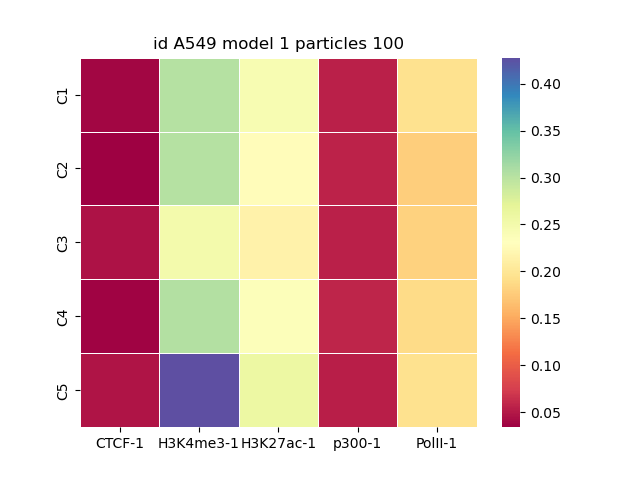 id A549 model 1 particles 100
C1
C2
C3
C4
C5
CTCF-1 H3K4me3-1 H3K27ac-1 p300-1 PolII-1
0.40
0.35
0.30
0.25
0.20
0.15
0.10
0.05